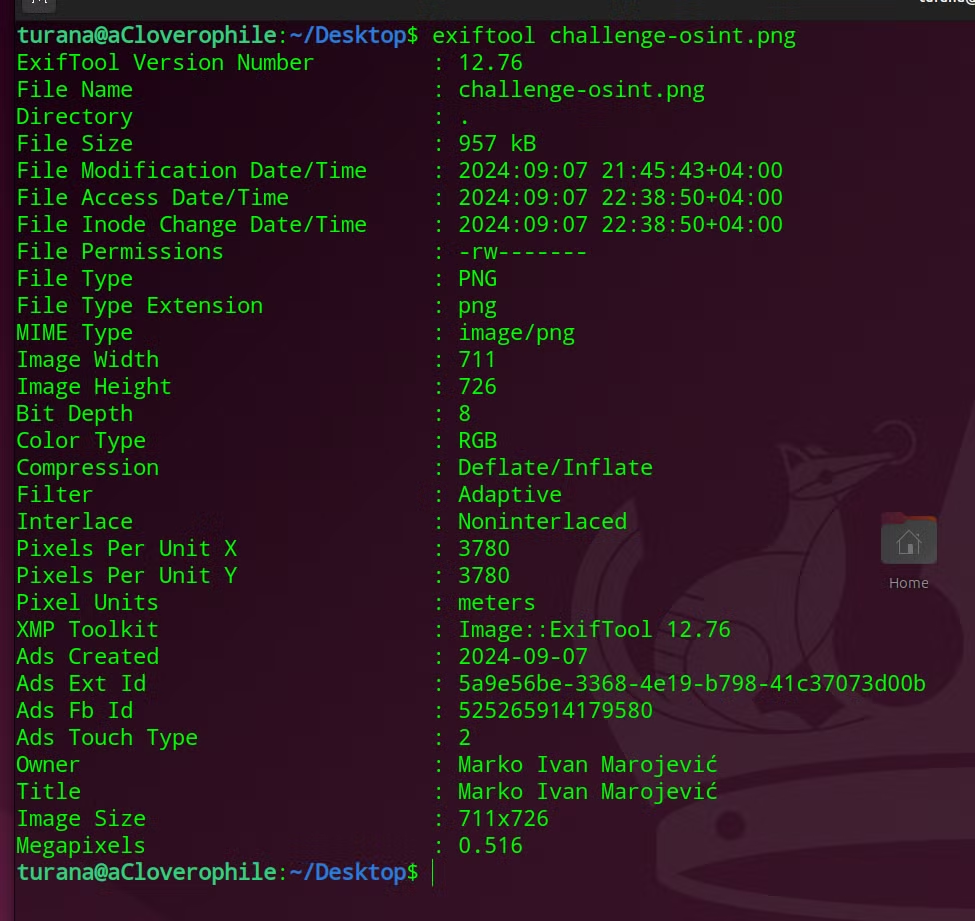 turana@aCloverophile:~/Desktop$ exiftool challenge-osint.png
ExifTool Version Number : 12.76
File Name : challenge-osint.png
Directory : .
File Size : 957 kB
File Modification Date/Time : 2024:09:07 21:45:43+04:00
File Access Date/Time : 2024:09:07 22:38:50+04:00
File Inode Change Date/Time : 2024:09:07 22:38:50+04:00
File Permissions : -rw-------
File Type : PNG
File Type Extension : png
MIME Type : image/png
Image Width : 711
Image Height : 726
Bit Depth : 8
Color Type : RGB
Compression : Deflate/Inflate
Filter : Adaptive
Interlace : Noninterlaced
Pixels Per Unit X : 3780
Pixels Per Unit Y : 3780
Pixel Units : meters
XMP Toolkit : Image::ExifTool 12.76
Ads Created : 2024-09-07
Ads Ext Id : 5a9e56be-3368-4e19-b798-41c37073d00b
Ads Fb Id : 525265914179580
Ads Touch Type : 2
Owner : Marko Ivan Marojević
Title : Marko Ivan Marojević
Image Size : 711x726
Megapixels : 0.516
turana@aCloverophile:~/Desktop$
Home